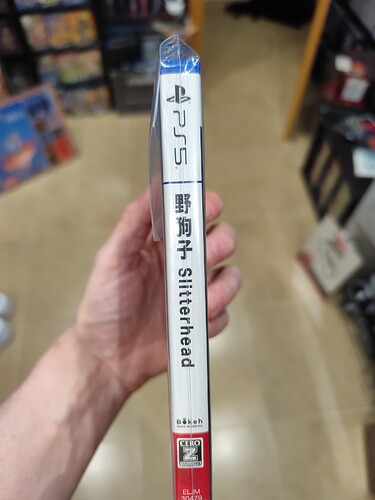 PS5
野狗子 Slitterhead
Bokeh
CERO
Z
ELJM
30479